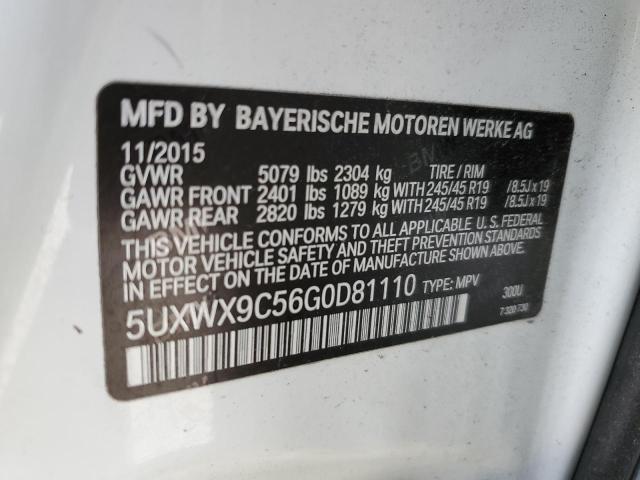 MFD BY BAYERISCHE MOTOREN WERKE AG
11/2015
GVWR 5079 lbs 2304 kg TIRE / RIM
GAWR FRONT 2401 lbs 1089 kg WITH 245/45 R19 /8.5J x 19
GAWR REAR 2820 lbs 1279 kg WITH 245/45 R19 /8.5J x 19
THIS VEHICLE CONFORMS TO ALL APPLICABLE U.S. FEDERAL
MOTOR VEHICLE SAFETY AND THEFT PREVENTION STANDARDS
IN EFFECT ON THE DATE OF MANUFACTURE SHOWN ABOVE.
5UXWX9C56G0D81110 TYPE: MPV 300U
7 320 730